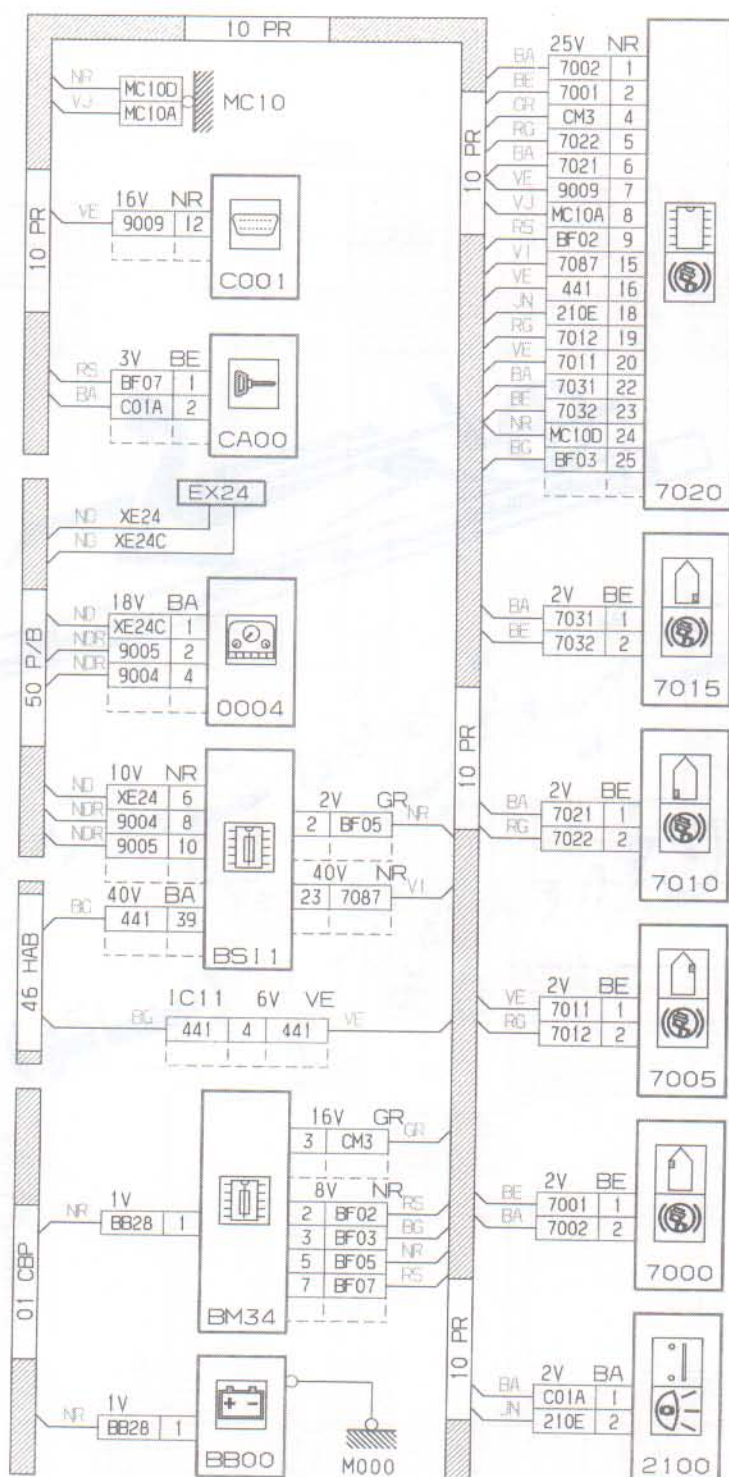 10 PR
NR MC10D
VJ MC10A
MC10
10 PR
16V NR
VE 9009 12
C001
3V BE
RS BF07 1
BA C01A 2
CA00
EX24
XE24
XE24C
50 P/B
18V BA
XE24C 1
NOR 9005 2
NOR 9004 4
0004
10V NR
XE24 6
NOR 9004 8
NOR 9005 10
2V GR
2 BF05 NR
40V NR
23 7087 VI
40V BA
441 39
BSI1
46 HAB
IC11 6V VE
BG 441 4 441 VE
16V GR
3 CM3 GR
8V NR
2 BF02 RS
3 BF03 BG
5 BF05 NR
7 BF07 RS
1V
NR BB28 1
BM34
01 CBP
1V
NR BB28 1
BB00
M000
10 PR
10 PR
10 PR
25V NR
BA 7002 1
BE 7001 2
GR CM3 4
RG 7022 5
BA 7021 6
VE 9009 7
VJ MC10A 8
RS BF02 9
VI 7087 15
VE 441 16
JN 210E 18
RG 7012 19
VE 7011 20
BA 7031 22
BE 7032 23
NR MC10D 24
BG BF03 25
7020
2V BE
BA 7031 1
BE 7032 2
7015
2V BE
BA 7021 1
RG 7022 2
7010
2V BE
VE 7011 1
RG 7012 2
7005
2V BE
BE 7001 1
BA 7002 2
7000
2V BA
BA C01A 1
JN 210E 2
2100